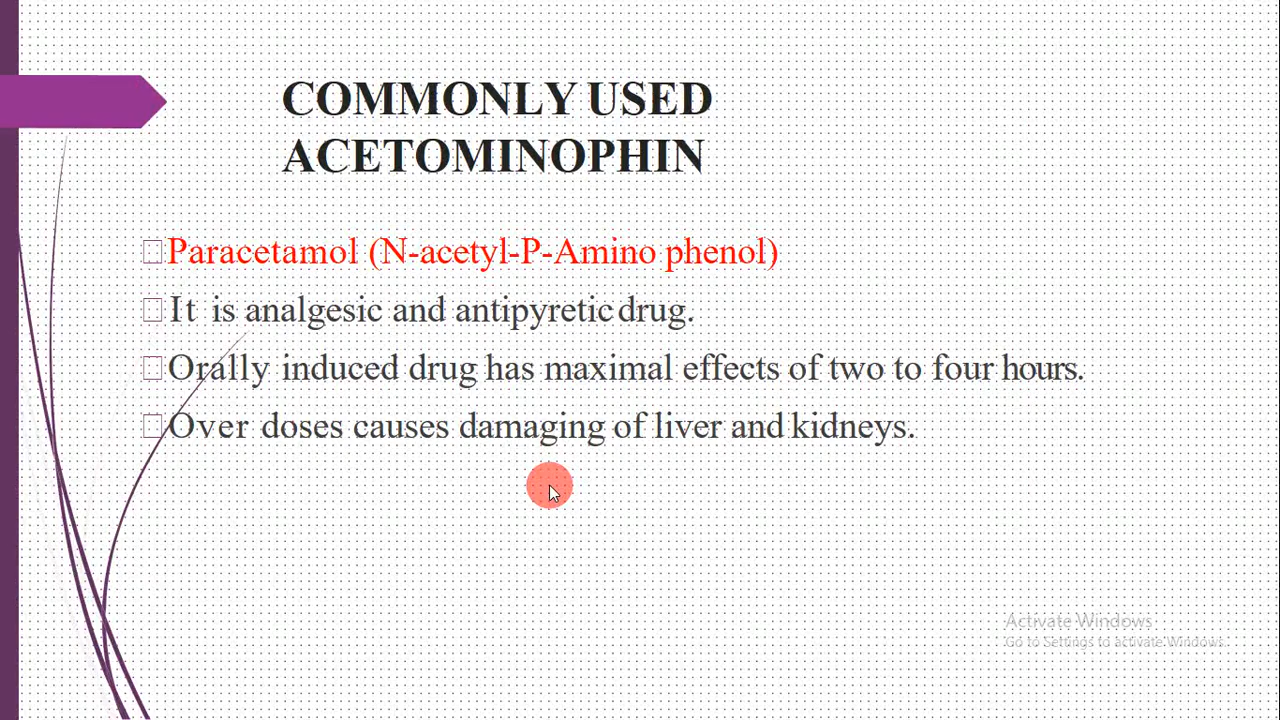 COMMONLY USED
ACETOMINOPHIN
Paracetamol (N-acetyl-P-Amino phenol)
It is analgesic and antipyretic drug.
Orally induced drug has maximal effects of two to four hours.
Over doses causes damaging of liver and kidneys.
Activate Windows
Go to Settings to activate Windows.